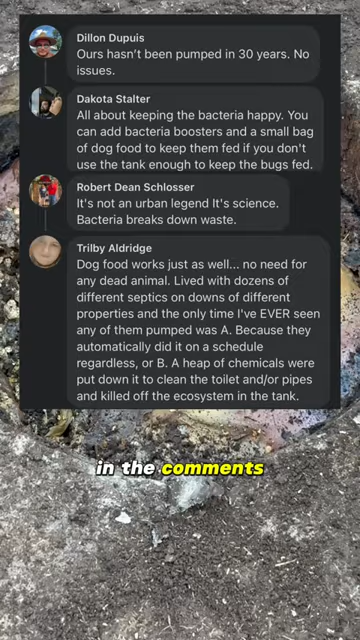 Dillon Dupuis
Ours hasn't been pumped in 30 years. No
issues.
Dakota Stalter
All about keeping the bacteria happy. You
can add bacteria boosters and a small bag
of dog food to keep them fed if you don't
use the tank enough to keep the bugs fed.
Robert Dean Schlosser
It's not an urban legend It's science.
Bacteria breaks down waste.
Trilby Aldridge
Dog food works just as well... no need for
any dead animal. Lived with dozens of
different septics on downs of different
properties and the only time I've EVER seen
any of them pumped was A. Because they
automatically did it on a schedule
regardless, or B. A heap of chemicals were
put down it to clean the toilet and/or pipes
and killed off the ecosystem in the tank.
in the comments